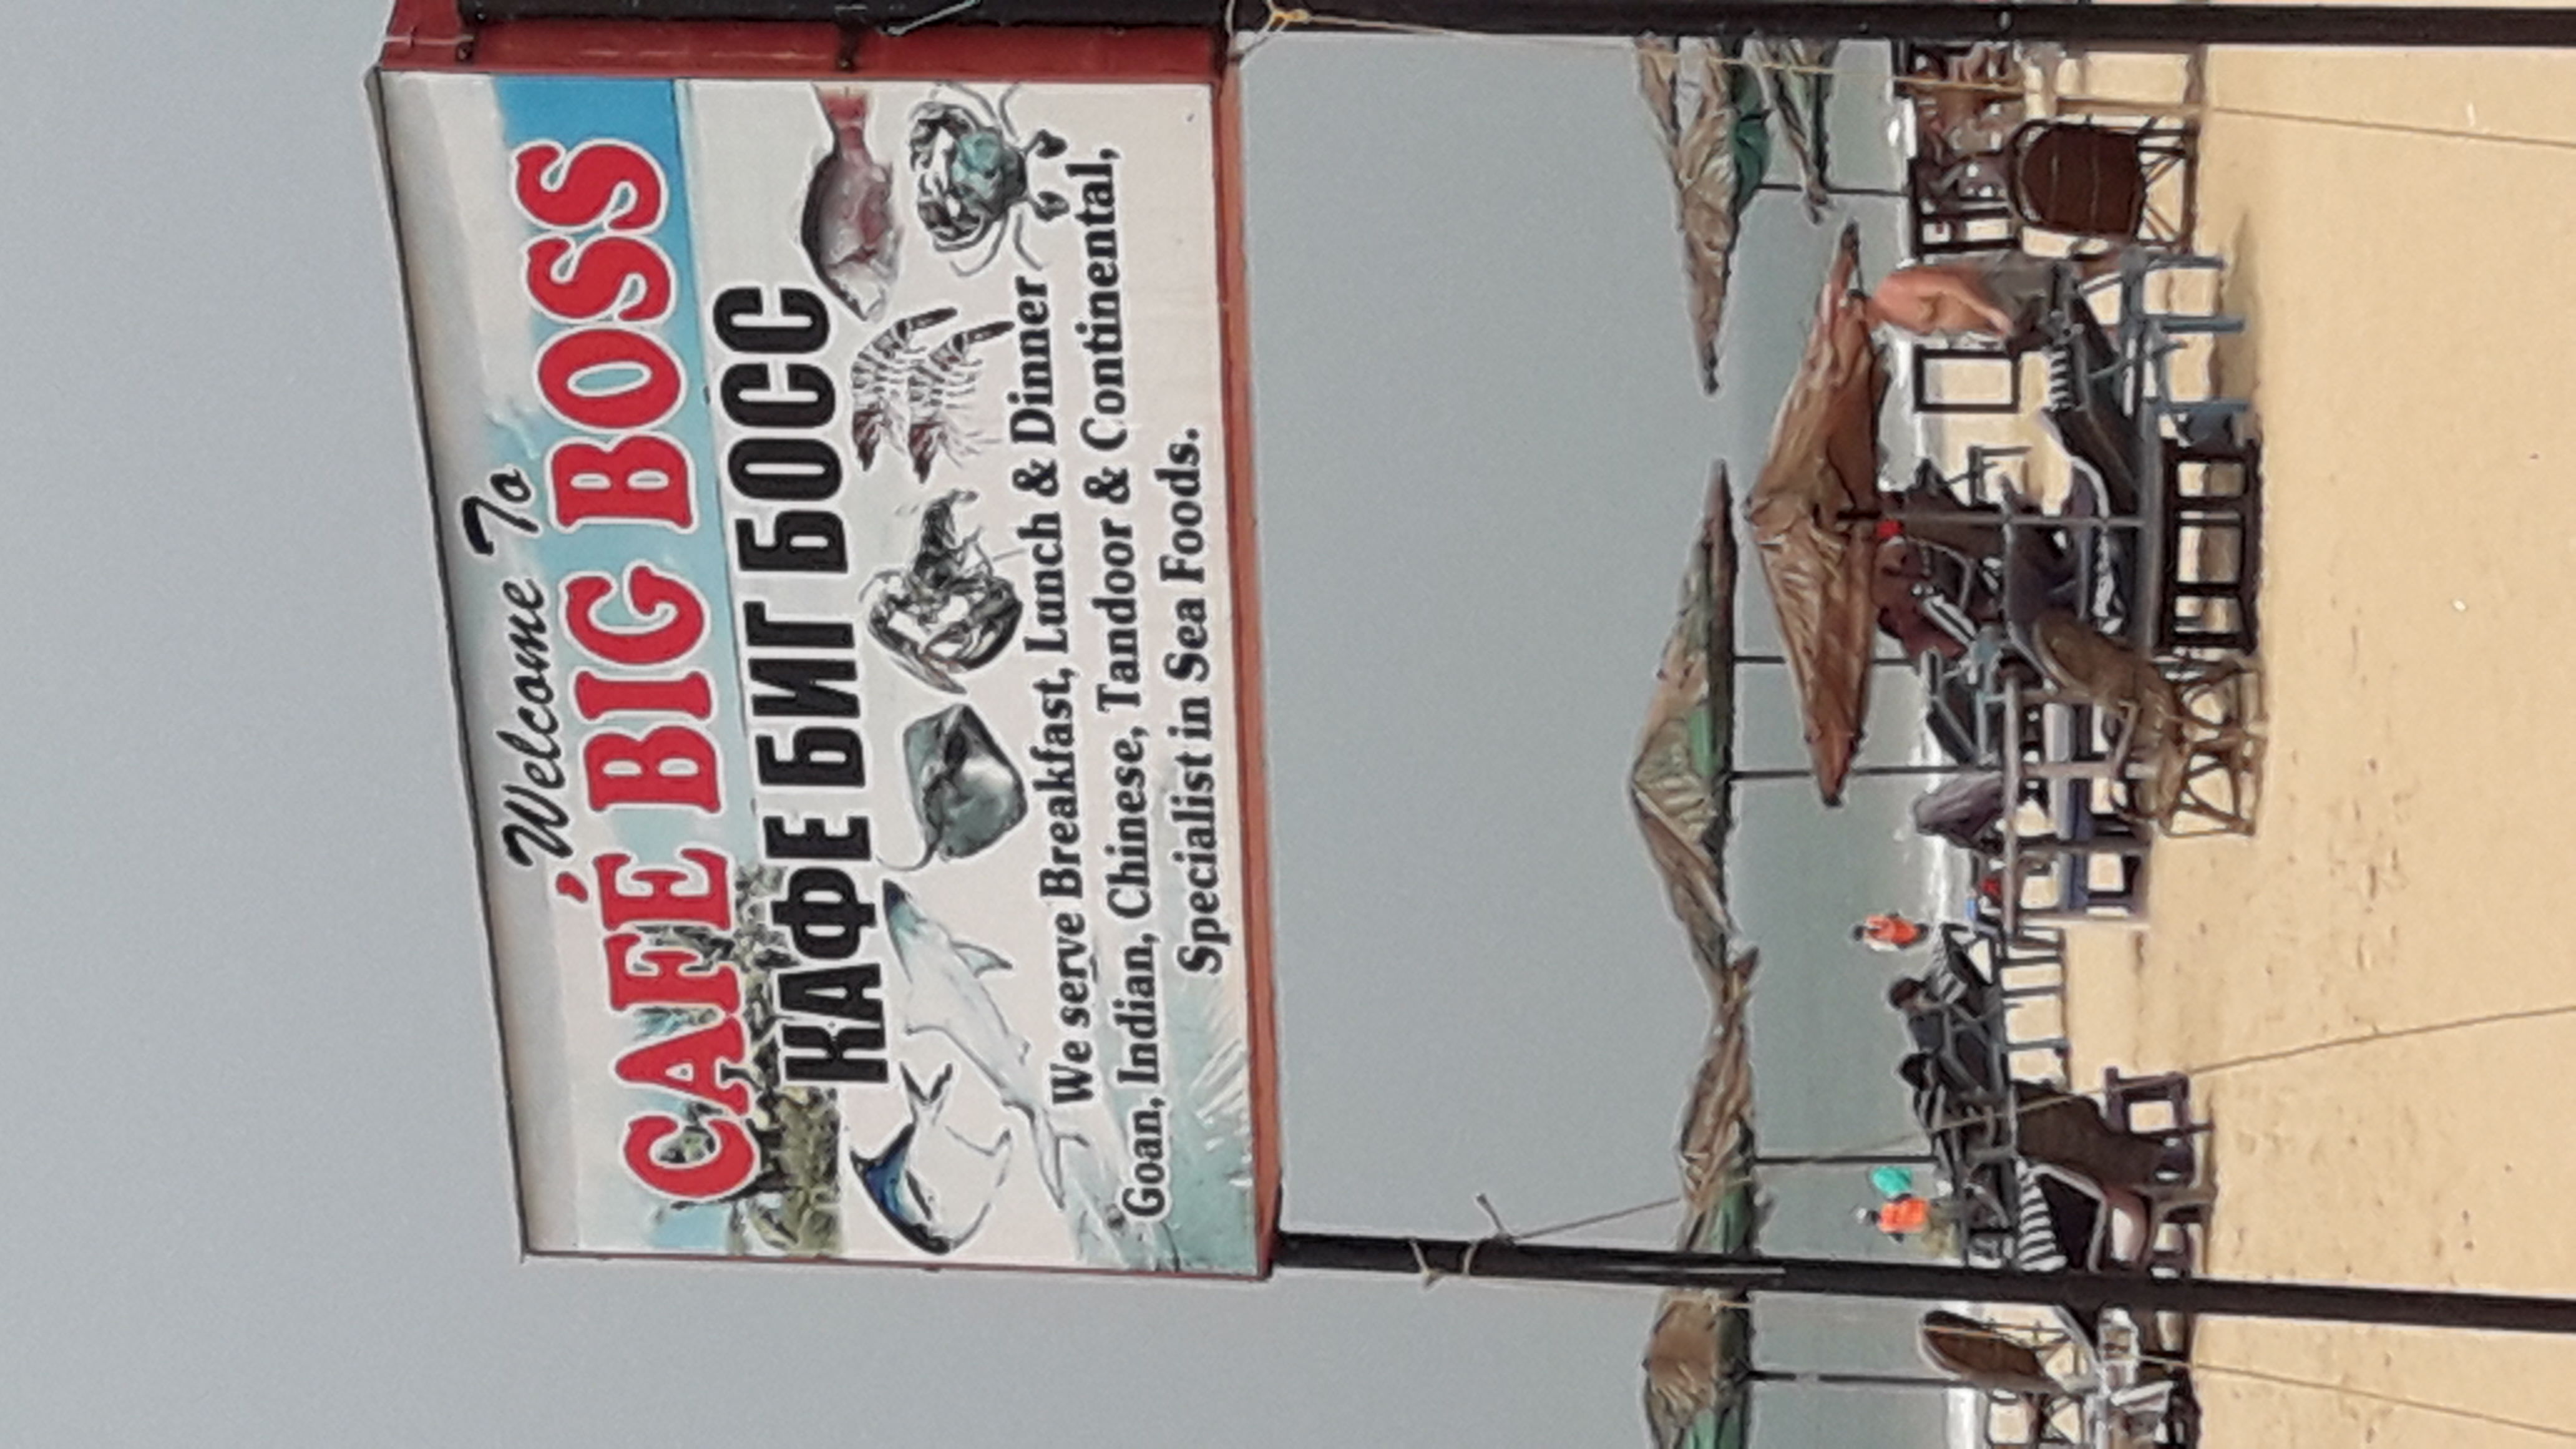 Welcome To
CAFÉ BIG BOSS
КАФЕ БИГ БОСС
We serve Breakfast, Lunch & Dinner
Goan, Indian, Chinese, Tandoor & Continental,
Specialist in Sea Foods.